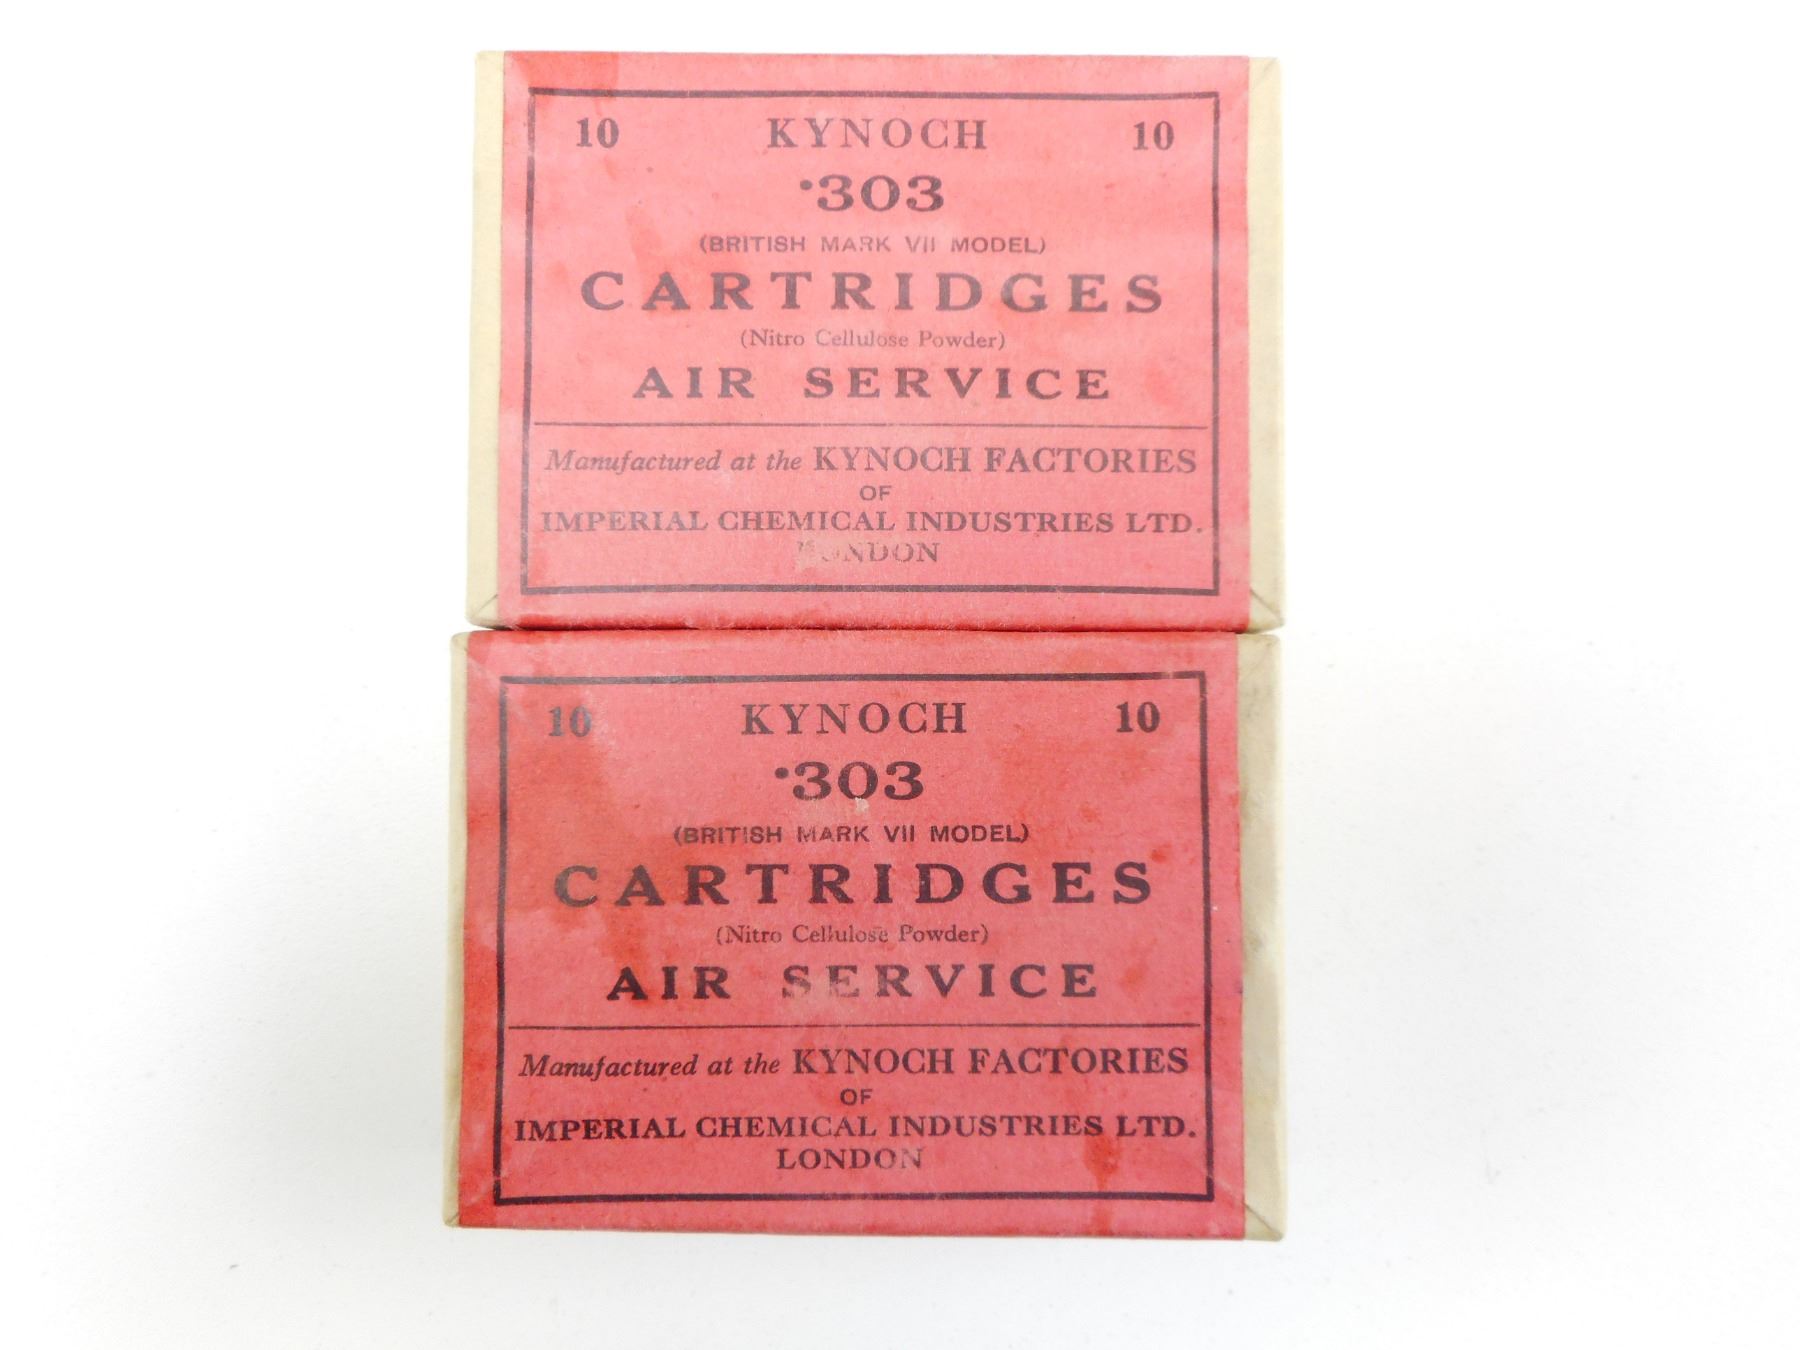 10 KYNOCH 10
·303
(BRITISH MARK VII MODEL)
CARTRIDGES
(Nitro Cellulose Powder)
AIR SERVICE
Manufactured at the KYNOCH FACTORIES
OF
IMPERIAL CHEMICAL INDUSTRIES LTD.
LONDON
10 KYNOCH 10
·303
(BRITISH MARK VII MODEL)
CARTRIDGES
(Nitro Cellulose Powder)
AIR SERVICE
Manufactured at the KYNOCH FACTORIES
OF
IMPERIAL CHEMICAL INDUSTRIES LTD.
LONDON